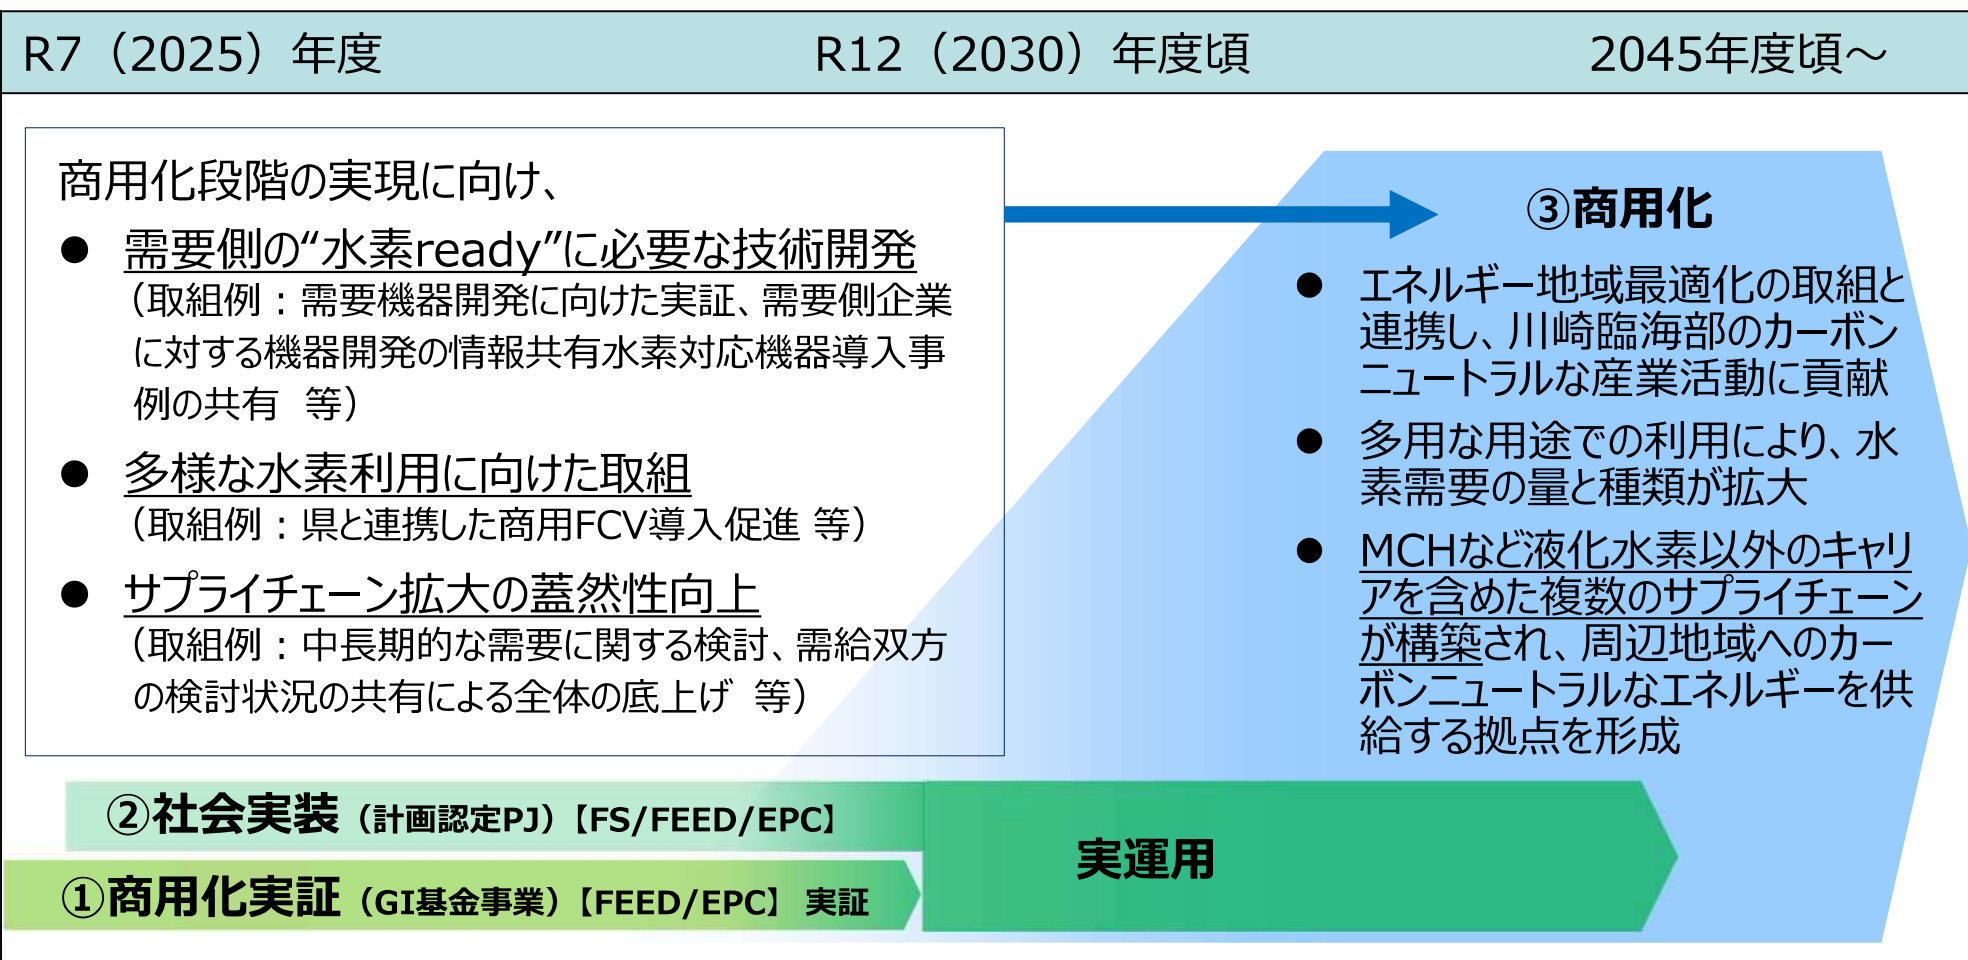 R7（2025）年度
R12（2030）年度頃
2045年度頃～
商用化段階の実現に向け、
● 需要側の“水素ready”に必要な技術開発
（取組例：需要機器開発に向けた実証、需要側企業
に対する機器開発の情報共有水素対応機器導入事
例の共有 等）
● 多様な水素利用に向けた取組
（取組例：県と連携した商用FCV導入促進 等）
● サプライチェーン拡大の蓋然性向上
（取組例：中長期的な需要に関する検討、需給双方
の検討状況の共有による全体の底上げ 等）
③商用化
● エネルギー地域最適化の取組と
連携し、川崎臨海部のカーボン
ニュートラルな産業活動に貢献
● 多用な用途での利用により、水
素需要の量と種類が拡大
● MCHなど液化水素以外のキャリ
アを含めた複数のサプライチェーン
が構築され、周辺地域へのカー
ボンニュートラルなエネルギーを供
給する拠点を形成
②社会実装（計画認定PJ）【FS/FEED/EPC】
①商用化実証（GI基金事業）【FEED/EPC】 実証
実運用